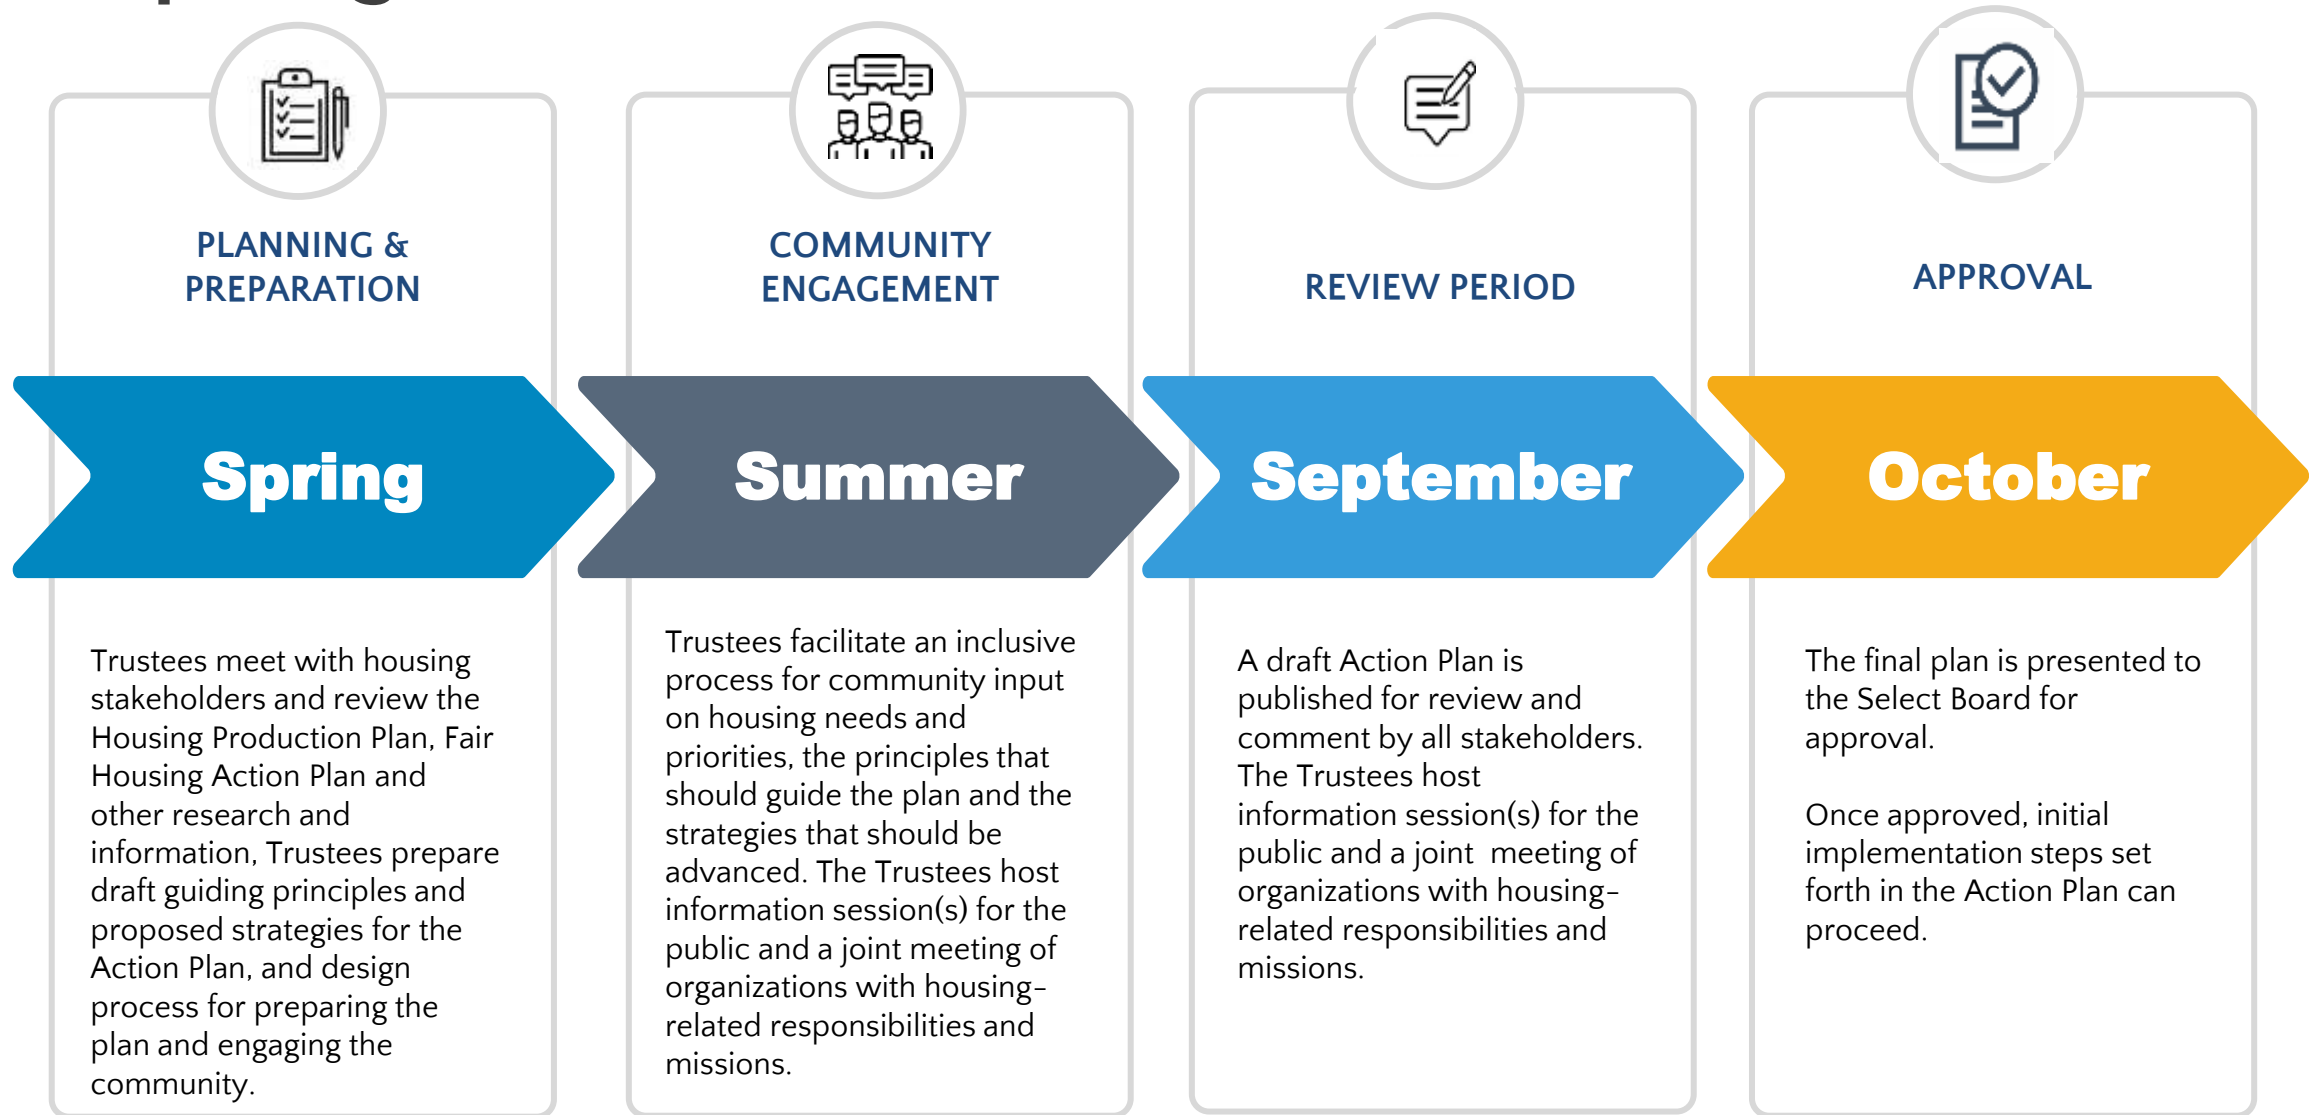 PLANNING &
PREPARATION
Spring
Trustees meet with housing
stakeholders and review the
Housing Production Plan, Fair
Housing Action Plan and
other research and
information, Trustees prepare
draft guiding principles and
proposed strategies for the
Action Plan, and design
process for preparing the
plan and engaging the
community.
COMMUNITY
ENGAGEMENT
Summer
Trustees facilitate an inclusive
process for community input
on housing needs and
priorities, the principles that
should guide the plan and the
strategies that should be
advanced. The Trustees host
information session(s) for the
public and a joint meeting of
organizations with housing-
related responsibilities and
missions.
REVIEW PERIOD
September
A draft Action Plan is
published for review and
comment by all stakeholders.
The Trustees host
information session(s) for the
public and a joint  meeting of
organizations with housing-
related responsibilities and
missions.
APPROVAL
October
The final plan is presented to
the Select Board for
approval.
Once approved, initial
implementation steps set
forth in the Action Plan can
proceed.